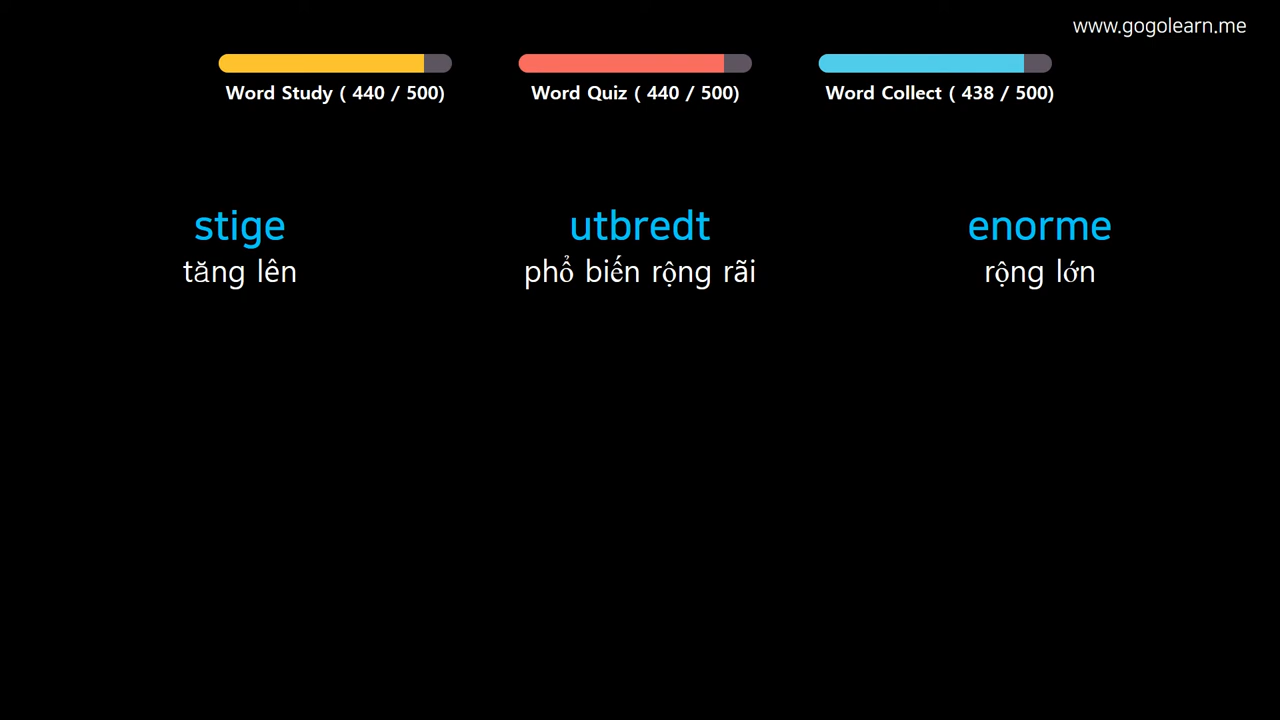 www.gogolearn.me
Word Study ( 440 / 500)
Word Quiz ( 440 / 500)
Word Collect ( 438 / 500)
stige
utbredt
enorme
tăng lên
phổ biến rộng rãi
rộng lớn